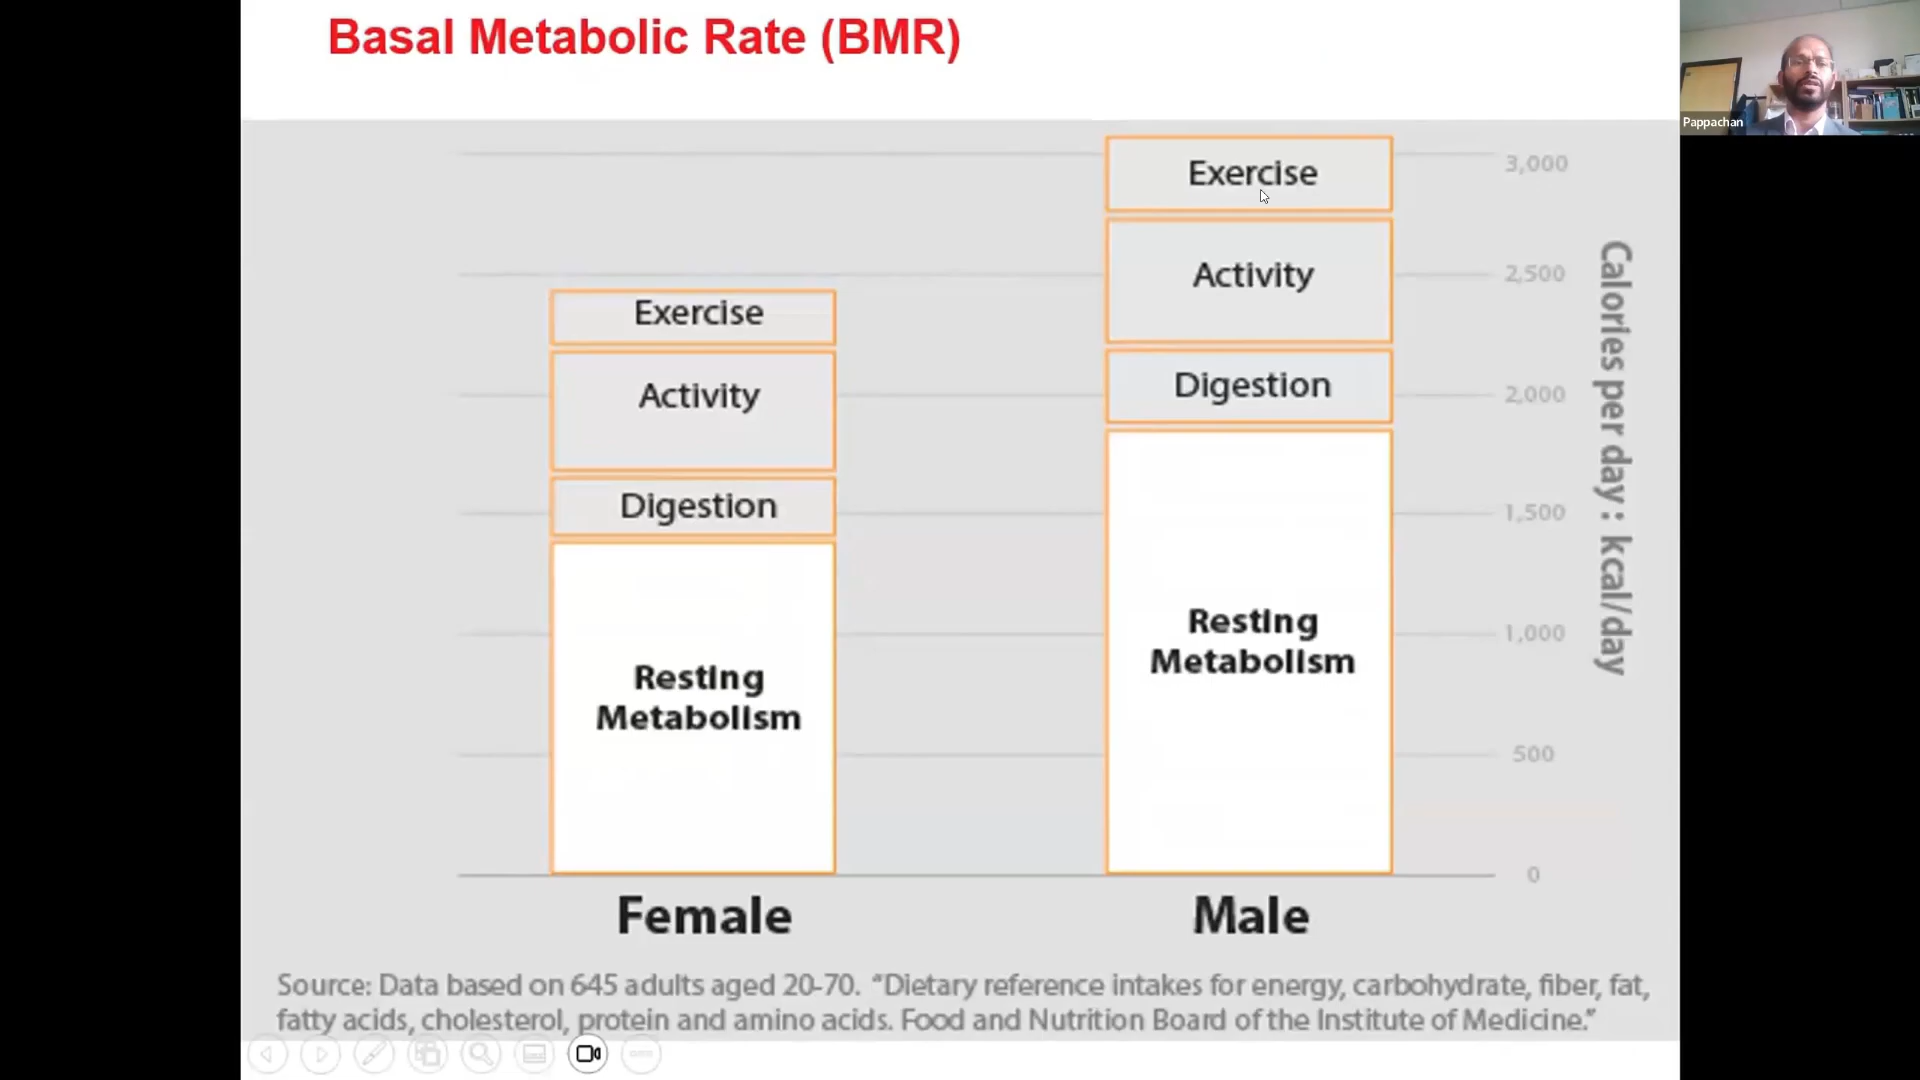 Basal Metabolic Rate (BMR)
Pappachan
Exercise
Activity
Digestion
Resting
Metabolism
Female
Exercise
Activity
Digestion
Resting
Metabolism
Male
3,000
2,500
2,000
1,500
1,000
500
0
Calories per day : kcal/day
Source: Data based on 645 adults aged 20-70. “Dietary reference intakes for energy, carbohydrate, fiber, fat,
fatty acids, cholesterol, protein and amino acids. Food and Nutrition Board of the Institute of Medicine.”